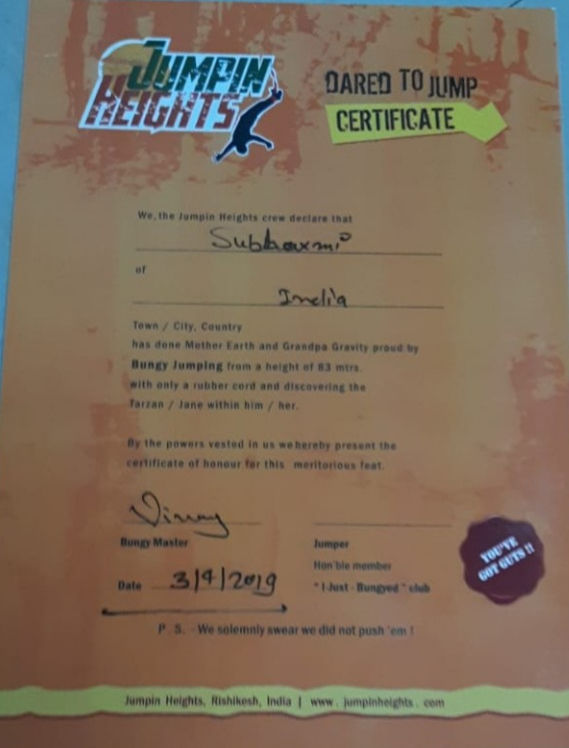 JUMPIN
HEIGHTS
DARED TO JUMP
CERTIFICATE
We, the Jumpin Heights crew declare that
Subhaxmi
of
India
Town / City, Country
has done Mother Earth and Grandpa Gravity proud by
Bungy Jumping from a height of 83 mtrs.
with only a rubber cord and discovering the
Tarzan / Jane within him / her.
By the powers vested in us we hereby present the
certificate of honour for this meritorious feat.
Vinay
Bungy Master
Jumper
Hon'ble member
"I-Just-Bungyed" club
Date 3/4/2019
YOU'VE
GOT GUTS !!
P. S. - We solemnly swear we did not push 'em !
Jumpin Heights, Rishikesh, India | www. jumpinheights. com